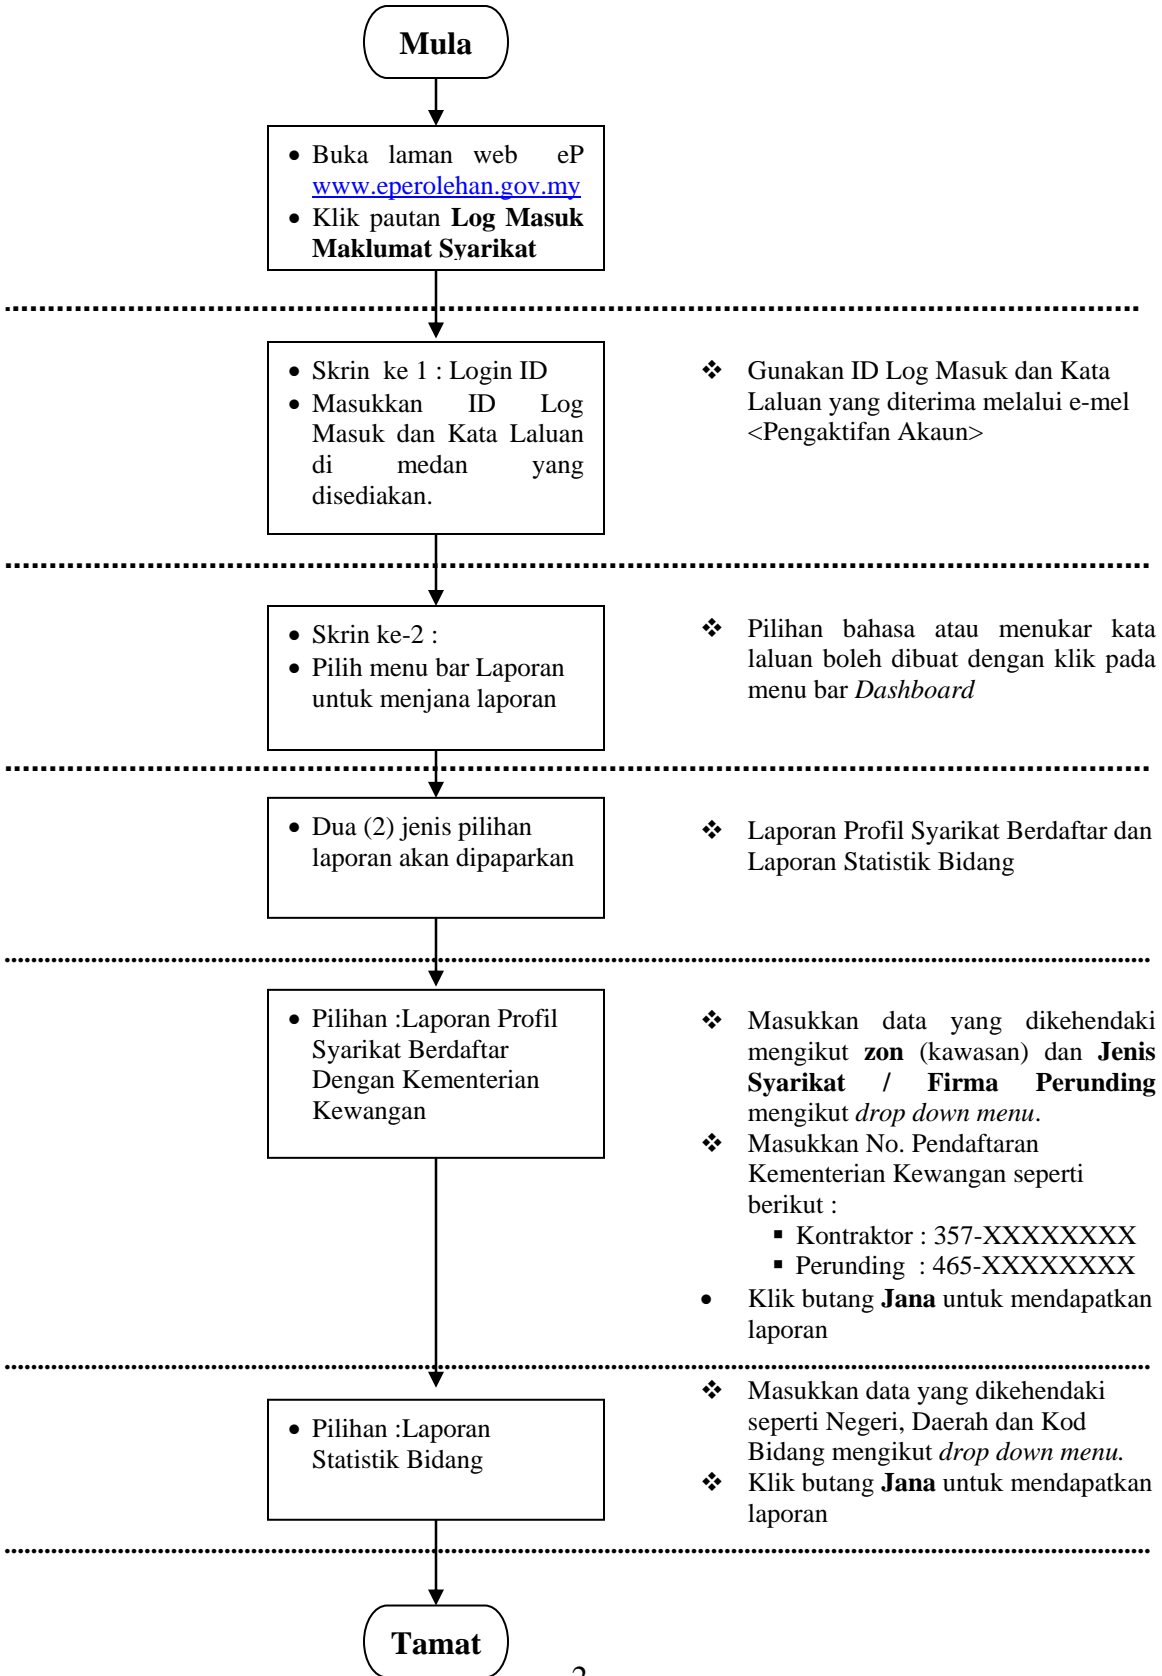 Mula
• Buka laman web eP
www.eperolehan.gov.my
• Klik pautan Log Masuk
Maklumat Syarikat
• Skrin ke 1 : Login ID
• Masukkan ID Log
Masuk dan Kata Laluan
di medan yang
disediakan.
❖ Gunakan ID Log Masuk dan Kata
Laluan yang diterima melalui e-mel
<Pengaktifan Akaun>
• Skrin ke-2 :
• Pilih menu bar Laporan
untuk menjana laporan
❖ Pilihan bahasa atau menukar kata
laluan boleh dibuat dengan klik pada
menu bar Dashboard
• Dua (2) jenis pilihan
laporan akan dipaparkan
❖ Laporan Profil Syarikat Berdaftar dan
Laporan Statistik Bidang
• Pilihan :Laporan Profil
Syarikat Berdaftar
Dengan Kementerian
Kewangan
❖ Masukkan data yang dikehendaki
mengikut zon (kawasan) dan Jenis
Syarikat / Firma Perunding
mengikut drop down menu.
❖ Masukkan No. Pendaftaran
Kementerian Kewangan seperti
berikut :
▪ Kontraktor : 357-XXXXXXXX
▪ Perunding : 465-XXXXXXXX
• Klik butang Jana untuk mendapatkan
laporan
• Pilihan :Laporan
Statistik Bidang
❖ Masukkan data yang dikehendaki
seperti Negeri, Daerah dan Kod
Bidang mengikut drop down menu.
❖ Klik butang Jana untuk mendapatkan
laporan
Tamat